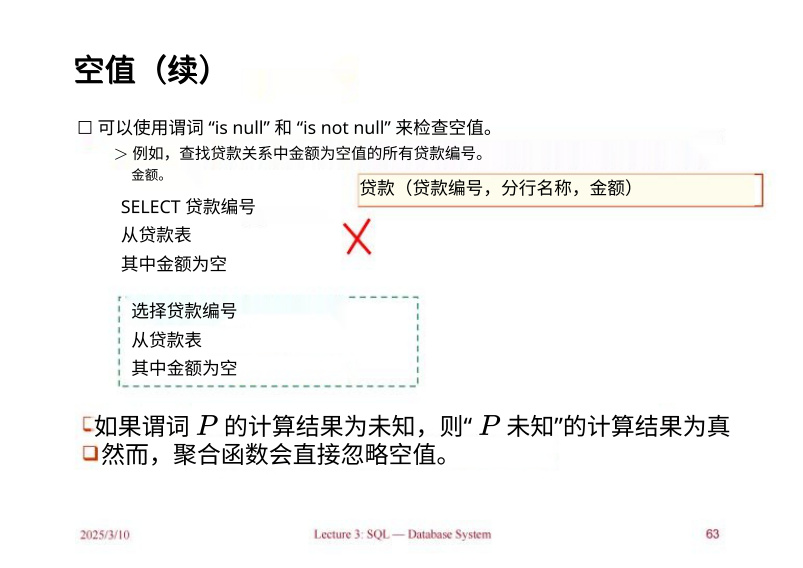 空值（续）
□ 可以使用谓词 “is null” 和 “is not null” 来检查空值。
＞ 例如，查找贷款关系中金额为空值的所有贷款编号。
金额。
贷款（贷款编号，分行名称，金额）
SELECT 贷款编号
从贷款表
其中金额为空
选择贷款编号
从贷款表
其中金额为空
如果谓词 P 的计算结果为未知，则“ P 未知”的计算结果为真
❑然而，聚合函数会直接忽略空值。
2025/3/10 Lecture 3: SQL — Database System 63